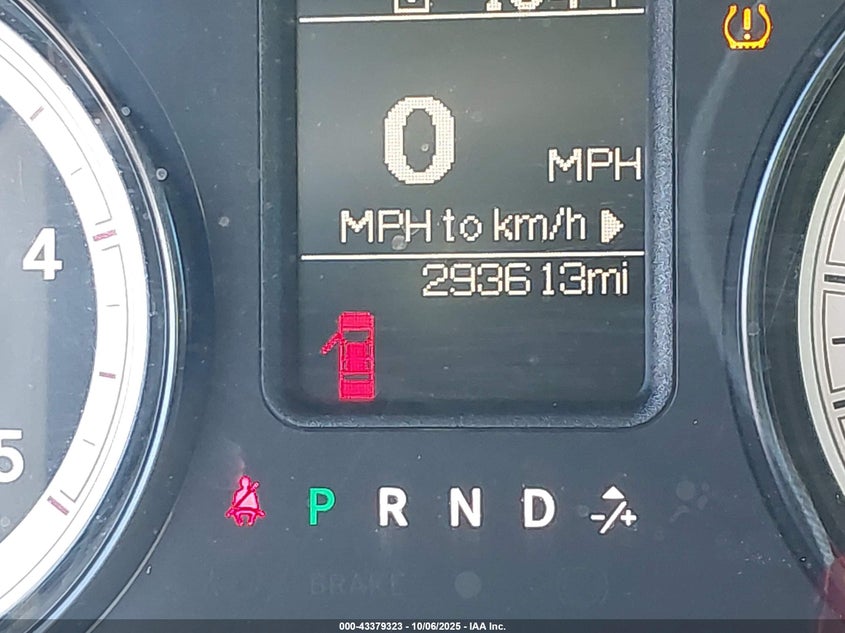 0 MPH
MPH to km/h
293613mi
4
5
P R N D -/+
BRAKE
000-43379323 - 10/06/2025 - IAA Inc.